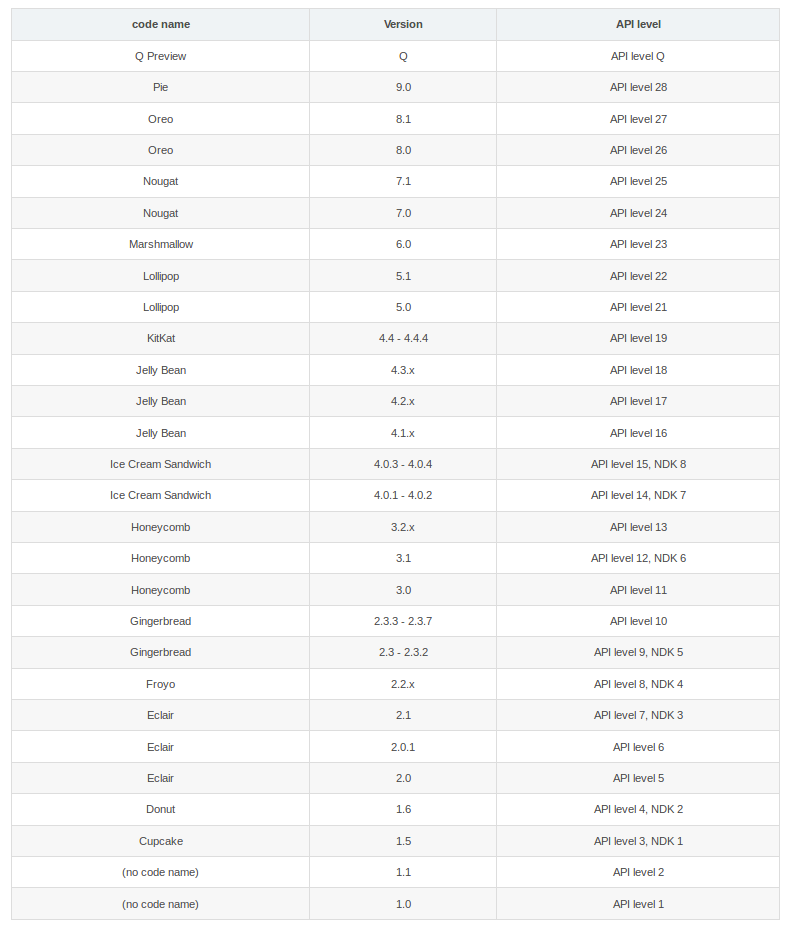 code name Version API level
Q Preview Q API level Q
Pie 9.0 API level 28
Oreo 8.1 API level 27
Oreo 8.0 API level 26
Nougat 7.1 API level 25
Nougat 7.0 API level 24
Marshmallow 6.0 API level 23
Lollipop 5.1 API level 22
Lollipop 5.0 API level 21
KitKat 4.4 - 4.4.4 API level 19
Jelly Bean 4.3.x API level 18
Jelly Bean 4.2.x API level 17
Jelly Bean 4.1.x API level 16
Ice Cream Sandwich 4.0.3 - 4.0.4 API level 15, NDK 8
Ice Cream Sandwich 4.0.1 - 4.0.2 API level 14, NDK 7
Honeycomb 3.2.x API level 13
Honeycomb 3.1 API level 12, NDK 6
Honeycomb 3.0 API level 11
Gingerbread 2.3.3 - 2.3.7 API level 10
Gingerbread 2.3 - 2.3.2 API level 9, NDK 5
Froyo 2.2.x API level 8, NDK 4
Eclair 2.1 API level 7, NDK 3
Eclair 2.0.1 API level 6
Eclair 2.0 API level 5
Donut 1.6 API level 4, NDK 2
Cupcake 1.5 API level 3, NDK 1
(no code name) 1.1 API level 2
(no code name) 1.0 API level 1